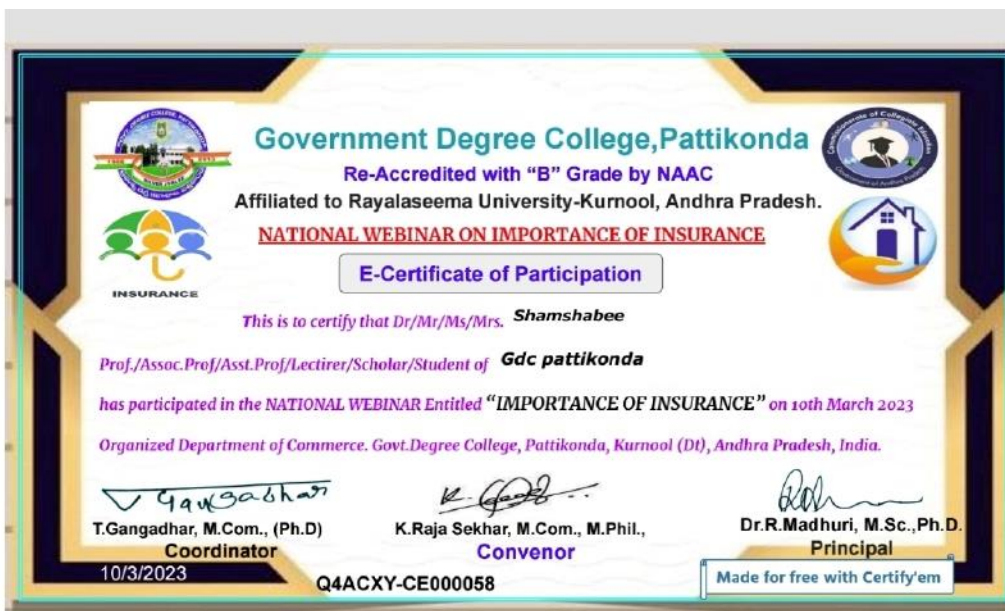 Government Degree College,Pattikonda
Re-Accredited with “B” Grade by NAAC
Affiliated to Rayalaseema University-Kurnool, Andhra Pradesh.
NATIONAL WEBINAR ON IMPORTANCE OF INSURANCE
INSURANCE
E-Certificate of Participation
This is to certify that Dr/Mr/Ms/Mrs. Shamshabee
Prof./Assoc.Prof/Asst.Prof/Lectirer/Scholar/Student of Gdc pattikonda
has participated in the NATIONAL WEBINAR Entitled “IMPORTANCE OF INSURANCE” on 10th March 2023
Organized Department of Commerce. Govt.Degree College, Pattikonda, Kurnool (Dt), Andhra Pradesh, India.
T.Gangadhar, M.Com., (Ph.D) K.Raja Sekhar, M.Com., M.Phil., Dr.R.Madhuri, M.Sc.,Ph.D.
Coordinator Convenor Principal
10/3/2023 Q4ACXY-CE000058 Made for free with Certify'em